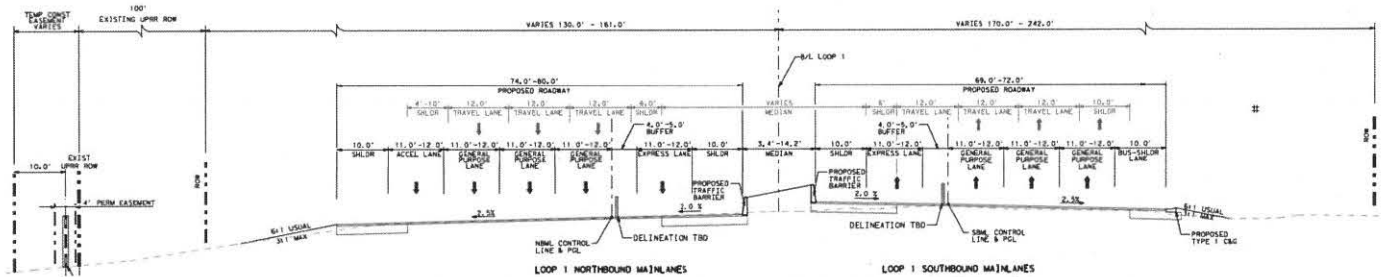 TEMP CONST
EASEMENT
VARIES
100'
EXISTING UPRR ROW
VARIES 130.0' - 161.0'
VARIES 170.0' - 242.0'
B/L LOOP 1
74.0'-80.0'
PROPOSED ROADWAY
69.0'-72.0'
PROPOSED ROADWAY
4'-10'
SHLDR
12.0'
TRAVEL LANE
12.0'
TRAVEL LANE
12.0'
TRAVEL LANE
6.0'
SHLDR
VARIES
MEDIAN
6'
SHLDR
12.0'
TRAVEL LANE
12.0'
TRAVEL LANE
12.0'
TRAVEL LANE
10.0'
SHLDR
#
4.0'-5.0'
BUFFER
4.0'-5.0'
BUFFER
10.0'
SHLDR
11.0'-12.0'
ACCEL LANE
11.0'-12.0'
GENERAL
PURPOSE
LANE
11.0'-12.0'
GENERAL
PURPOSE
LANE
11.0'-12.0'
GENERAL
PURPOSE
LANE
11.0'-12.0'
EXPRESS LANE
10.0'
SHLDR
3.4'-14.2'
MEDIAN
10.0'
SHLDR
11.0'-12.0'
EXPRESS LANE
11.0'-12.0'
GENERAL
PURPOSE
LANE
11.0'-12.0'
GENERAL
PURPOSE
LANE
11.0'-12.0'
GENERAL
PURPOSE
LANE
10.0'
BUS-SHLDR
LANE
ROW
10.0'
EXIST
UPRR ROW
ROW
4' PERM EASEMENT
PROPOSED
TRAFFIC
BARRIER
PROPOSED
TRAFFIC
BARRIER
6:1 USUAL
3:1 MAX
2.5%
2.0 %
2.5%
6:1 USUAL
3:1 MAX
NBML CONTROL
LINE & PGL
DELINEATION TBD
DELINEATION TBD
SBML CONTROL
LINE & PGL
PROPOSED
TYPE 1 C&G
LOOP 1 NORTHBOUND MAINLANES
LOOP 1 SOUTHBOUND MAINLANES